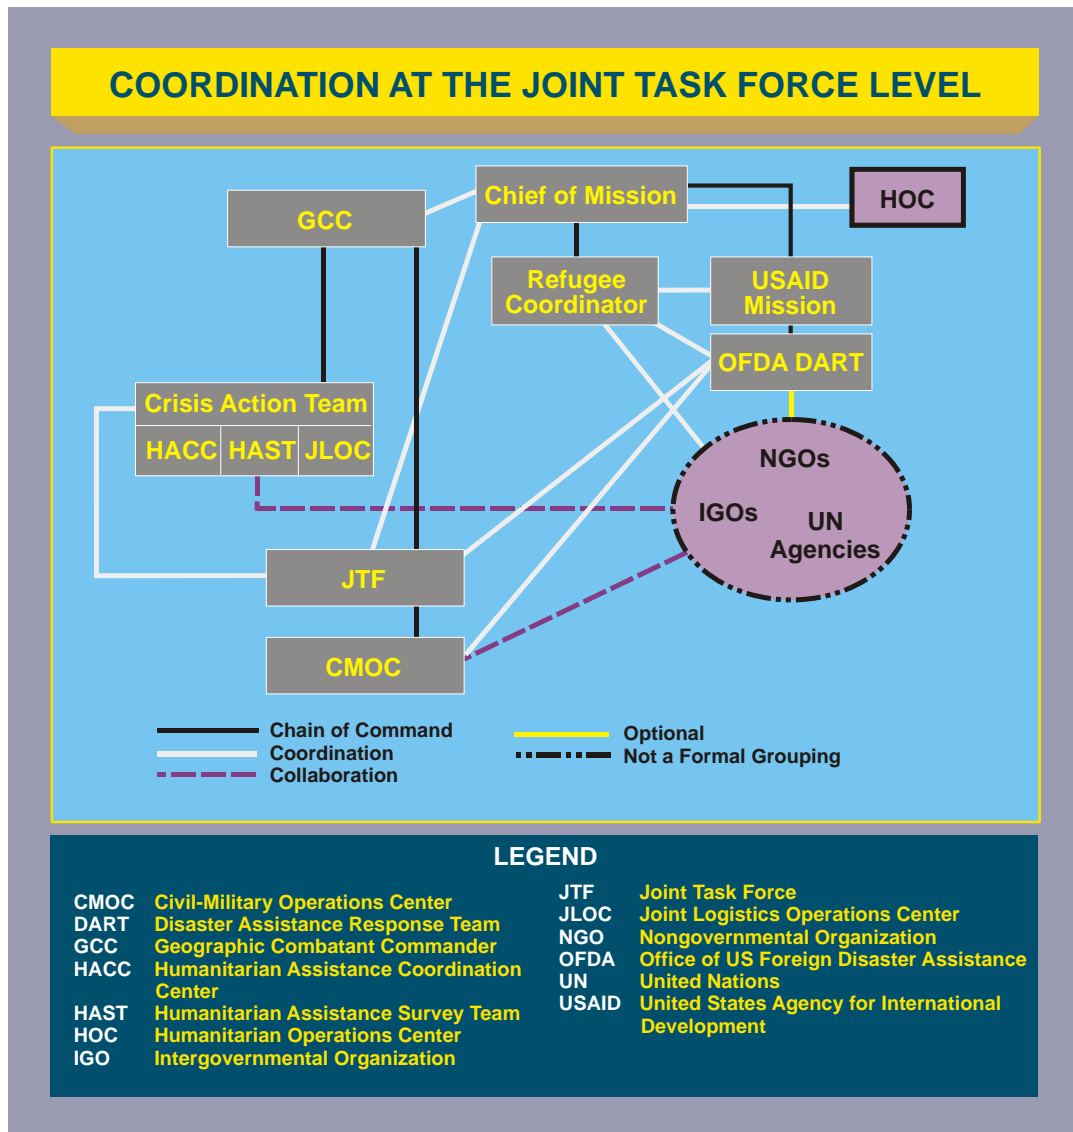 COORDINATION AT THE JOINT TASK FORCE LEVEL
Chief of Mission
HOC
GCC
Refugee
Coordinator
USAID
Mission
OFDA DART
Crisis Action Team
HACC HAST JLOC
NGOs
IGOs
UN
Agencies
JTF
CMOC
Chain of Command
Coordination
Collaboration
Optional
Not a Formal Grouping
LEGEND
CMOC Civil-Military Operations Center
DART Disaster Assistance Response Team
GCC Geographic Combatant Commander
HACC Humanitarian Assistance Coordination
Center
HAST Humanitarian Assistance Survey Team
HOC Humanitarian Operations Center
IGO Intergovernmental Organization
JTF Joint Task Force
JLOC Joint Logistics Operations Center
NGO Nongovernmental Organization
OFDA Office of US Foreign Disaster Assistance
UN United Nations
USAID United States Agency for International
Development